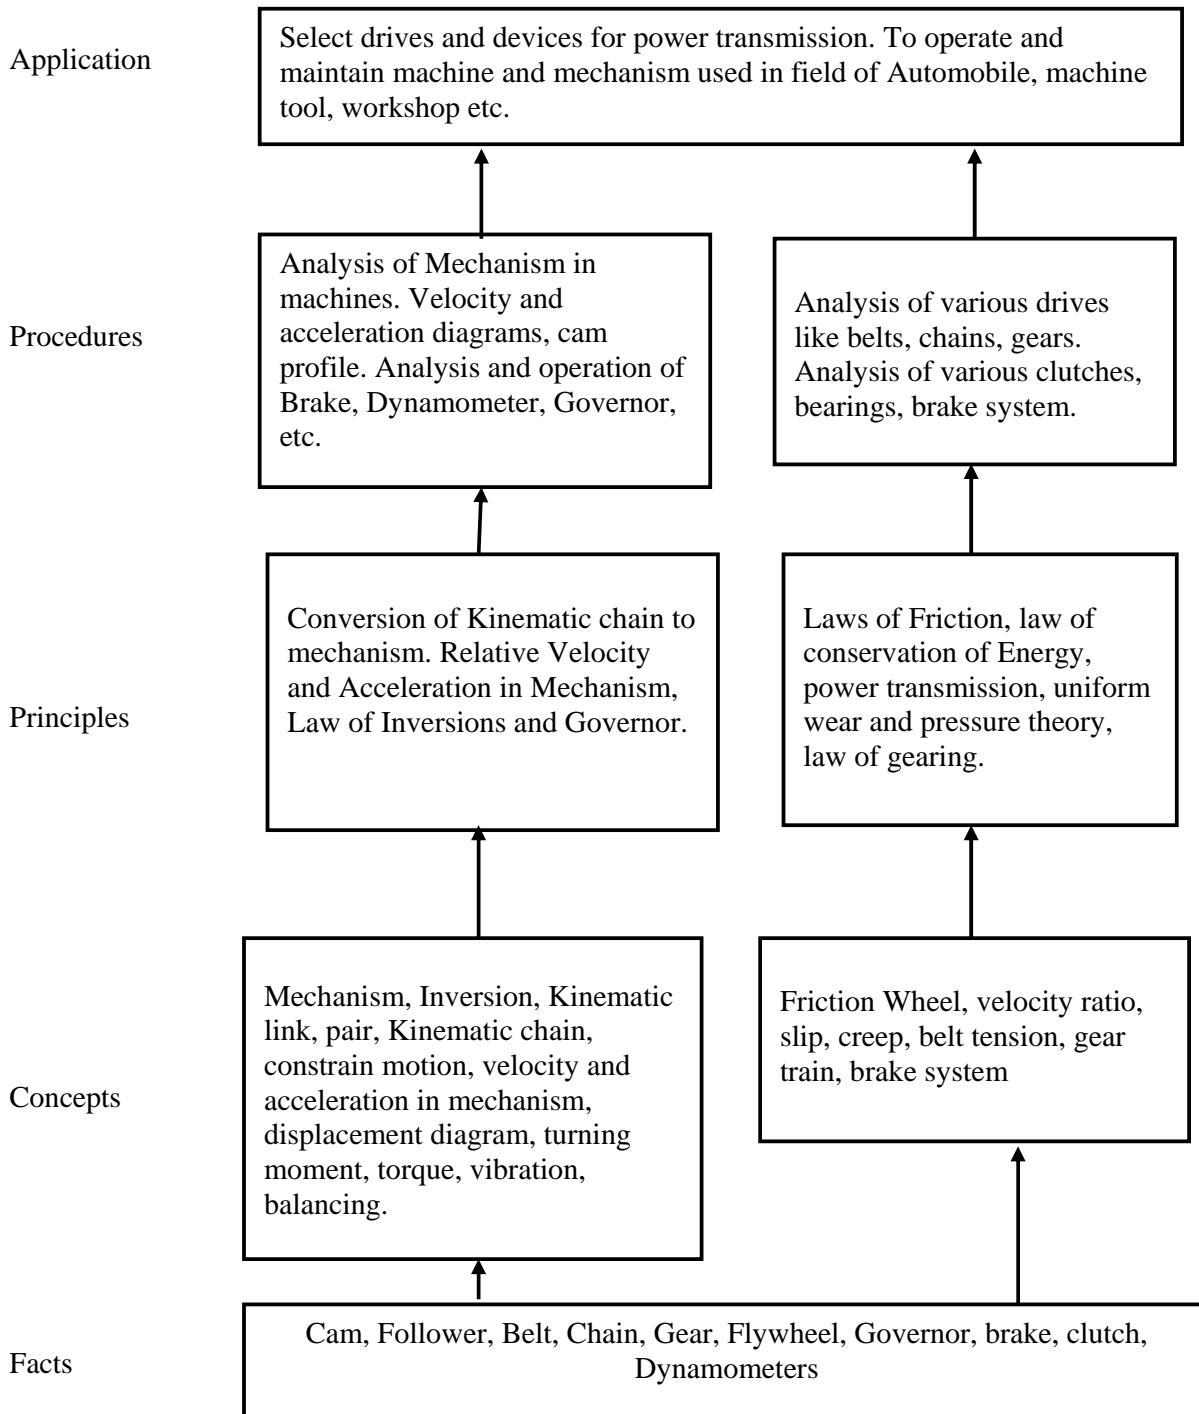 Application
Select drives and devices for power transmission. To operate and
maintain machine and mechanism used in field of Automobile, machine
tool, workshop etc.
Procedures
Analysis of Mechanism in
machines. Velocity and
acceleration diagrams, cam
profile. Analysis and operation of
Brake, Dynamometer, Governor,
etc.
Analysis of various drives
like belts, chains, gears.
Analysis of various clutches,
bearings, brake system.
Principles
Conversion of Kinematic chain to
mechanism. Relative Velocity
and Acceleration in Mechanism,
Law of Inversions and Governor.
Laws of Friction, law of
conservation of Energy,
power transmission, uniform
wear and pressure theory,
law of gearing.
Concepts
Mechanism, Inversion, Kinematic
link, pair, Kinematic chain,
constrain motion, velocity and
acceleration in mechanism,
displacement diagram, turning
moment, torque, vibration,
balancing.
Friction Wheel, velocity ratio,
slip, creep, belt tension, gear
train, brake system
Facts
Cam, Follower, Belt, Chain, Gear, Flywheel, Governor, brake, clutch,
Dynamometers